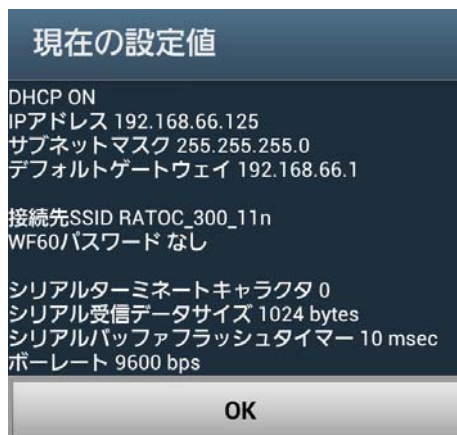 現在の設定値
DHCP ON
IPアドレス 192.168.66.125
サブネットマスク 255.255.255.0
デフォルトゲートウェイ 192.168.66.1
接続先SSID RATOC_300_11n
WF60パスワード なし
シリアルターミネートキャラクタ 0
シリアル受信データサイズ 1024 bytes
シリアルバッファフラッシュタイマー 10 msec
ボーレート 9600 bps
OK